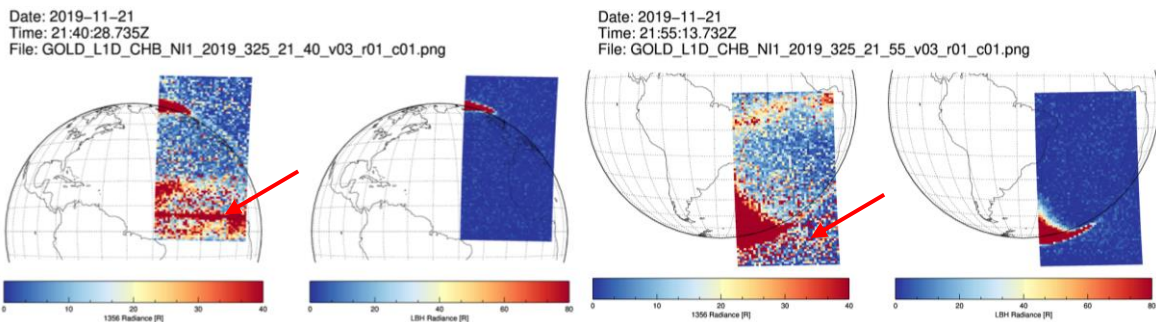 Date: 2019-11-21
Time: 21:40:28.735Z
File: GOLD_L1D_CHB_NI1_2019_325_21_40_v03_r01_c01.png
0 10 20 30 40
1356 Radiance [R]
0 20 40 60 80
LBH Radiance [R]
Date: 2019-11-21
Time: 21:55:13.732Z
File: GOLD_L1D_CHB_NI1_2019_325_21_55_v03_r01_c01.png
0 10 20 30 40
1356 Radiance [R]
0 20 40 60 80
LBH Radiance [R]